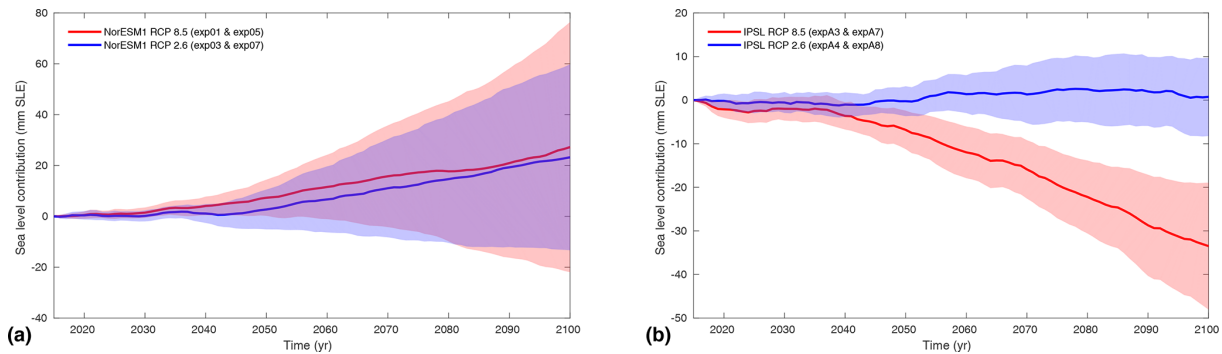 80
60
40
20
0
-20
-40
Sea level contribution (mm SLE)
NorESM1 RCP 8.5 (exp01 & exp05)
NorESM1 RCP 2.6 (exp03 & exp07)
2020 2030 2040 2050 2060 2070 2080 2090 2100
Time (yr)
(a)
20
10
0
-10
-20
-30
-40
-50
Sea level contribution (mm SLE)
IPSL RCP 8.5 (expA3 & expA7)
IPSL RCP 2.6 (expA4 & expA8)
2020 2030 2040 2050 2060 2070 2080 2090 2100
Time (yr)
(b)